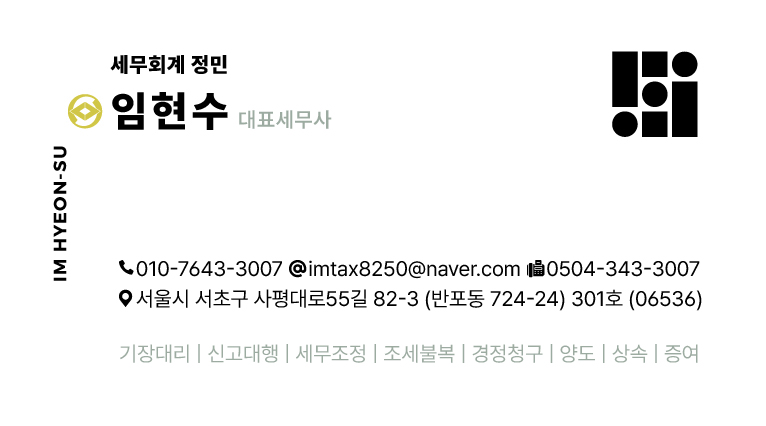 세무회계 정민
임현수 대표세무사
IM HYEON-SU
010-7643-3007 @imtax8250@naver.com 0504-343-3007
서울시 서초구 사평대로55길 82-3 (반포동 724-24) 301호 (06536)
기장대리 | 신고대행 | 세무조정 | 조세불복 | 경정청구 | 양도 | 상속 | 증여